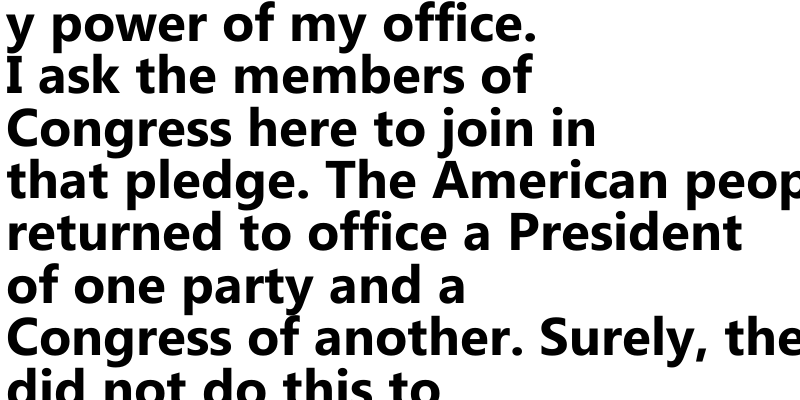 y power of my office.
I ask the members of
Congress here to join in
that pledge. The American peop
returned to office a President
of one party and a
Congress of another. Surely, the
did not do this to